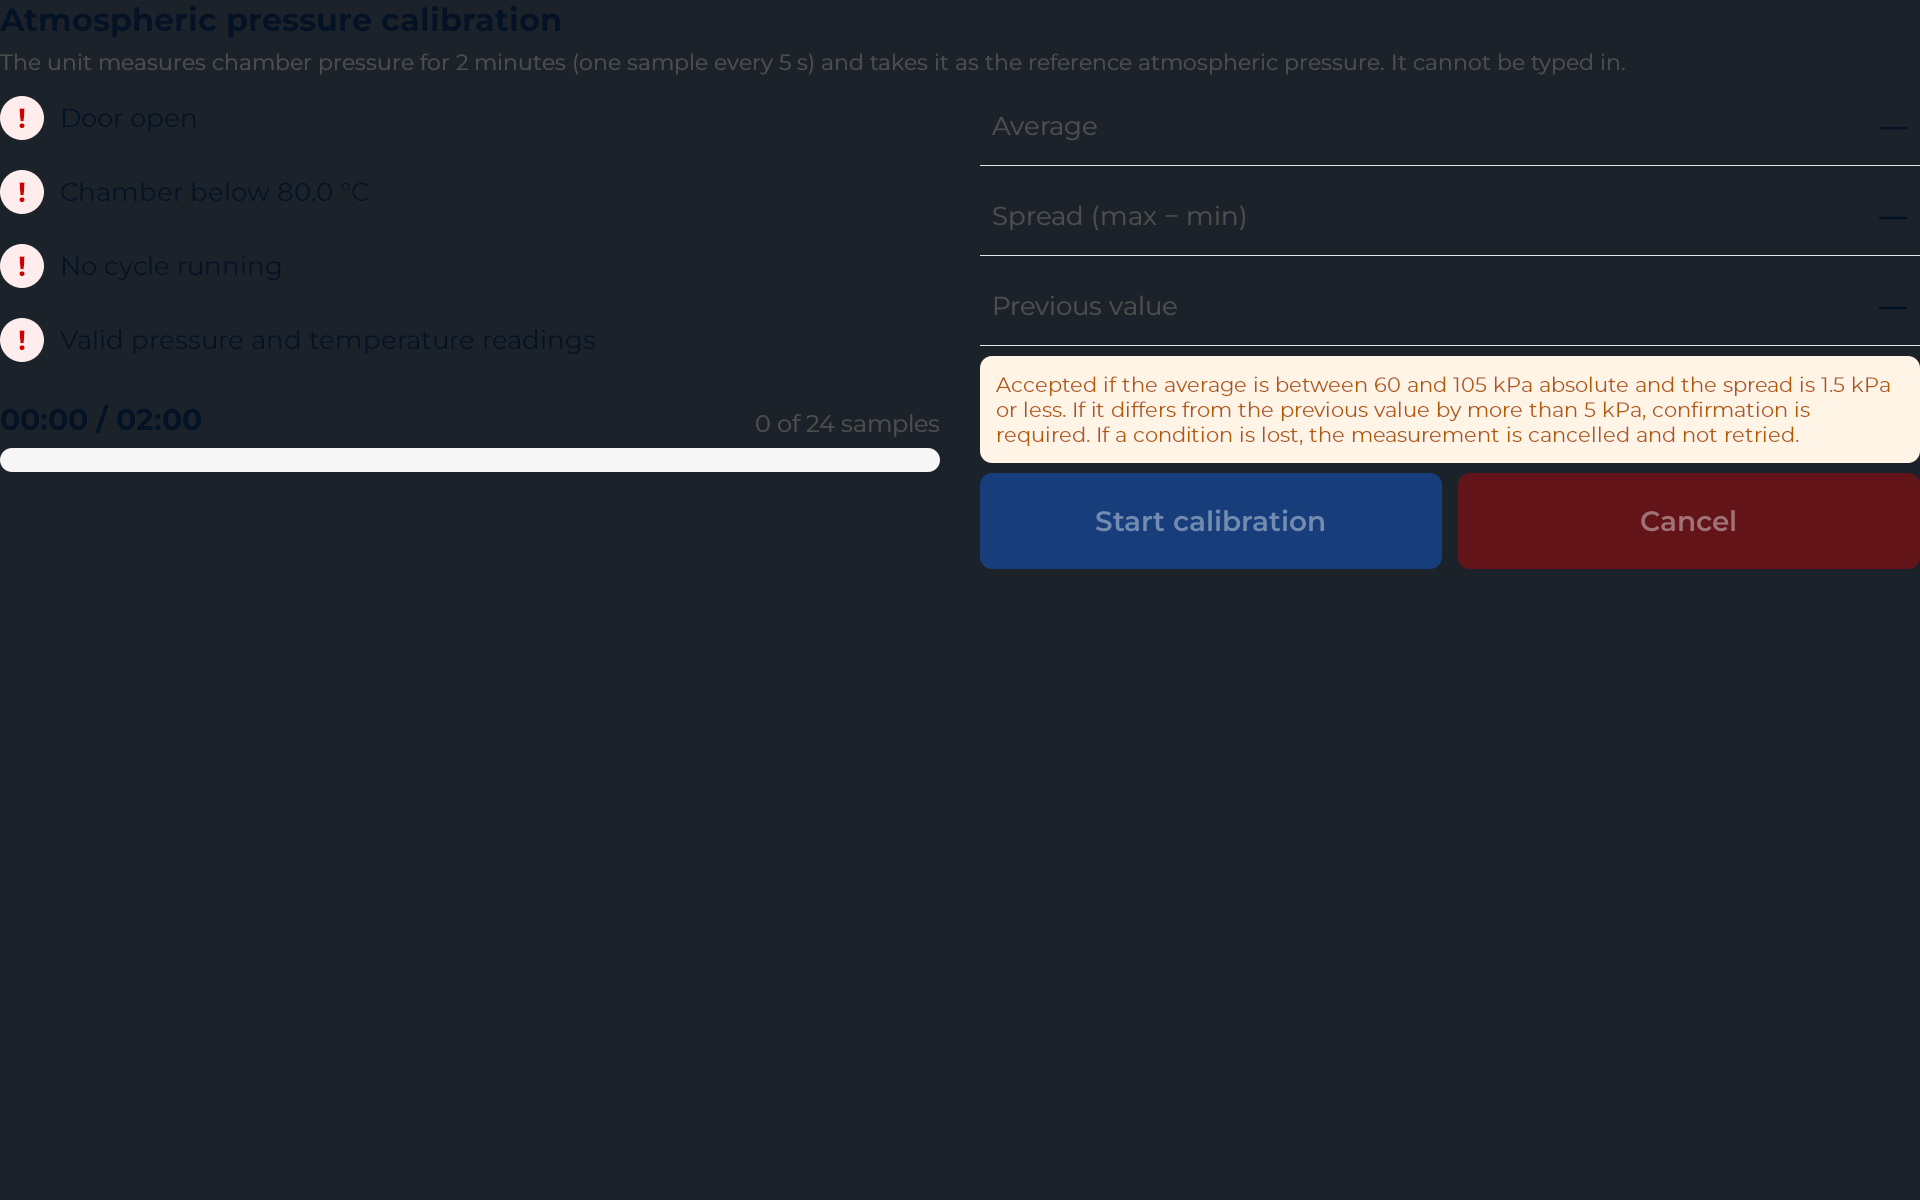 Atmospheric pressure calibration
The unit measures chamber pressure for 2 minutes (one sample every 5 s) and takes it as the reference atmospheric pressure. It cannot be typed in.
! Door open
! Chamber below 80.0 °C
! No cycle running
! Valid pressure and temperature readings
00:00 / 02:00
0 of 24 samples
Average —
Spread (max − min) —
Previous value —
Accepted if the average is between 60 and 105 kPa absolute and the spread is 1.5 kPa
or less. If it differs from the previous value by more than 5 kPa, confirmation is
required. If a condition is lost, the measurement is cancelled and not retried.
Start calibration
Cancel